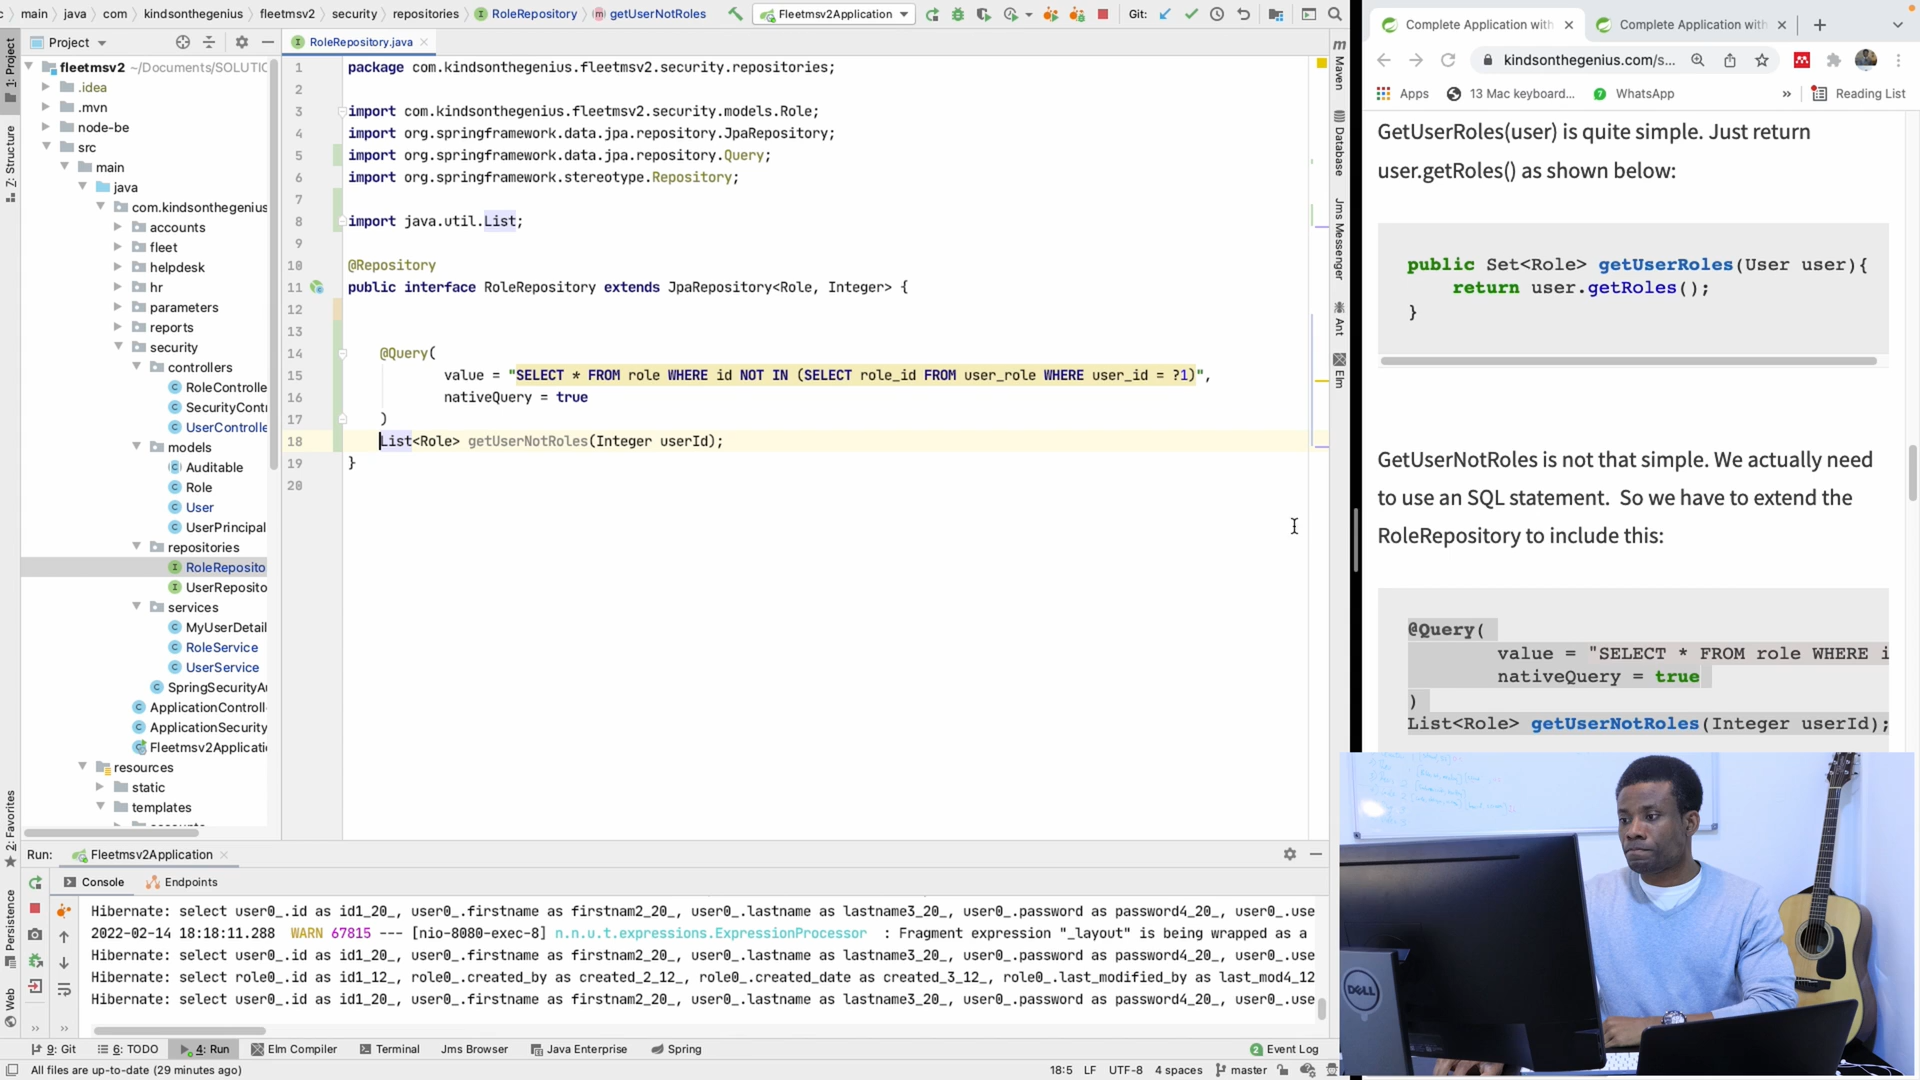 main
java
com
kindsonthegenius
fleetmsv2
security
repositories
RoleRepository
getUserNotRoles
Fleetmsv2Application
Git:
Project
RoleRepository.java
1: Project
Z: Structure
2: Favorites
Persistence
Web
fleetmsv2 ~/Documents/SOLUTIC
.idea
.mvn
node-be
src
main
java
com.kindsonthegenius
accounts
fleet
helpdesk
hr
parameters
reports
security
controllers
RoleControlle
SecurityContr
UserControlle
models
Auditable
Role
User
UserPrincipal
repositories
RoleReposito
UserReposito
services
MyUserDetail
RoleService
UserService
SpringSecurityAu
ApplicationControll
ApplicationSecurity
Fleetmsv2Applicatio
resources
static
templates
1 package com.kindsonthegenius.fleetmsv2.security.repositories;
2
3 import com.kindsonthegenius.fleetmsv2.security.models.Role;
4 import org.springframework.data.jpa.repository.JpaRepository;
5 import org.springframework.data.jpa.repository.Query;
6 import org.springframework.stereotype.Repository;
7
8 import java.util.List;
9
10 @Repository
11 public interface RoleRepository extends JpaRepository<Role, Integer> {
12
13
14 @Query(
15 value = "SELECT * FROM role WHERE id NOT IN (SELECT role_id FROM user_role WHERE user_id = ?1)",
16 nativeQuery = true
17 )
18 List<Role> getUserNotRoles(Integer userId);
19 }
20
Maven
Database
Jms Messenger
Ant
Elm
Run: Fleetmsv2Application
Console Endpoints
Hibernate: select user0_.id as id1_20_, user0_.firstname as firstnam2_20_, user0_.lastname as lastname3_20_, user0_.password as password4_20_, user0_.use
2022-02-14 18:18:11.288 WARN 67815 --- [nio-8080-exec-8] n.n.u.t.expressions.ExpressionProcessor : Fragment expression "_layout" is being wrapped as a
Hibernate: select user0_.id as id1_20_, user0_.firstname as firstnam2_20_, user0_.lastname as lastname3_20_, user0_.password as password4_20_, user0_.use
Hibernate: select role0_.id as id1_12_, role0_.created_by as created_2_12_, role0_.created_date as created_3_12_, role0_.last_modified_by as last_mod4_12
Hibernate: select user0_.id as id1_20_, user0_.firstname as firstnam2_20_, user0_.lastname as lastname3_20_, user0_.password as password4_20_, user0_.use
9: Git
6: TODO
4: Run
Elm Compiler
Terminal
Jms Browser
Java Enterprise
Spring
2 Event Log
All files are up-to-date (29 minutes ago)
18:5 LF UTF-8 4 spaces master
Complete Application with
Complete Application with
kindsonthegenius.com/s...
Apps
13 Mac keyboard...
WhatsApp
»
Reading List
GetUserRoles(user) is quite simple. Just return
user.getRoles() as shown below:
public Set<Role> getUserRoles(User user){
return user.getRoles();
}
GetUserNotRoles is not that simple. We actually need
to use an SQL statement. So we have to extend the
RoleRepository to include this:
@Query(
value = "SELECT * FROM role WHERE i
nativeQuery = true
)
List<Role> getUserNotRoles(Integer userId);
DELL